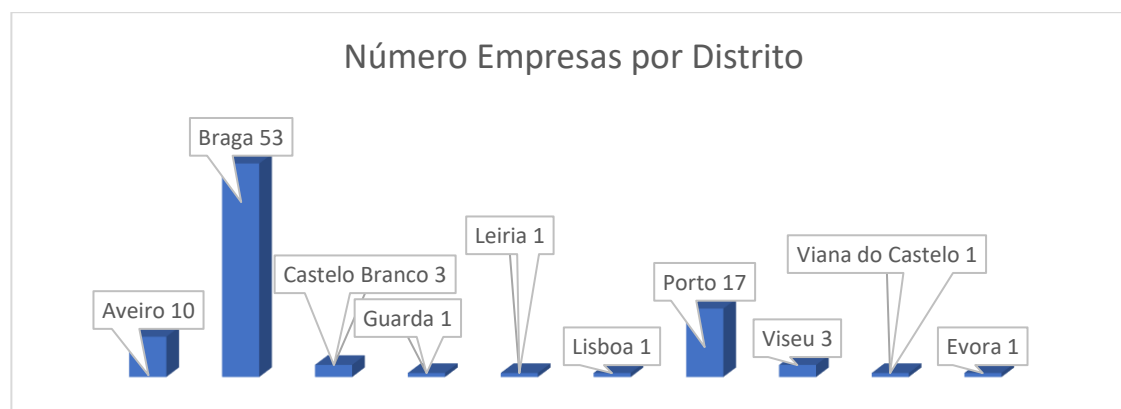 Número Empresas por Distrito
Aveiro 10
Braga 53
Castelo Branco 3
Guarda 1
Leiria 1
Lisboa 1
Porto 17
Viseu 3
Viana do Castelo 1
Evora 1